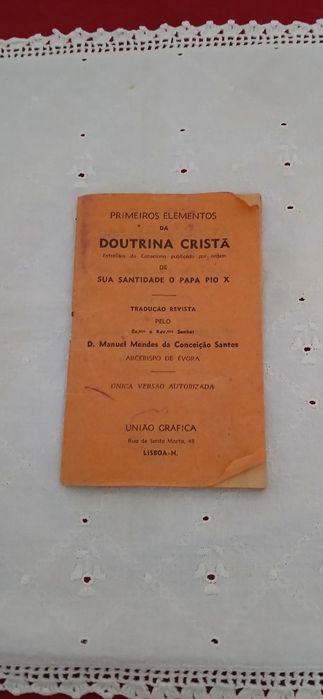 PRIMEIROS ELEMENTOS
DA
DOUTRINA CRISTÃ
Extraídos do Catecismo publicado por ordem
DE
SUA SANTIDADE O PAPA PIO X
TRADUÇÃO REVISTA
PELO
Ex.mo e Rev.mo Senhor
D. Manuel Mendes da Conceição Santos
ARCEBISPO DE ÉVORA
ÚNICA VERSÃO AUTORIZADA
UNIÃO GRÁFICA
Rua de Santa Marta, 48
LISBOA-N.